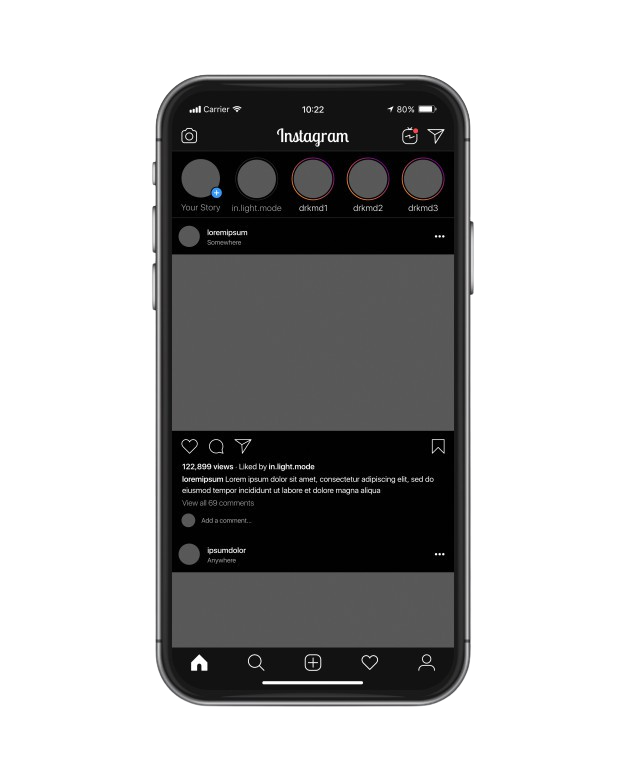 Carrier 10:22 80%
Instagram
Your Story in.light.mode drkmd1 drkmd2 drkmd3
loremipsum
Somewhere
122,899 views · Liked by in.light.mode
loremipsum Lorem ipsum dolor sit amet, consectetur adipiscing elit, sed do
eiusmod tempor incididunt ut labore et dolore magna aliqua
View all 69 comments
Add a comment...
ipsumdolor
Anywhere